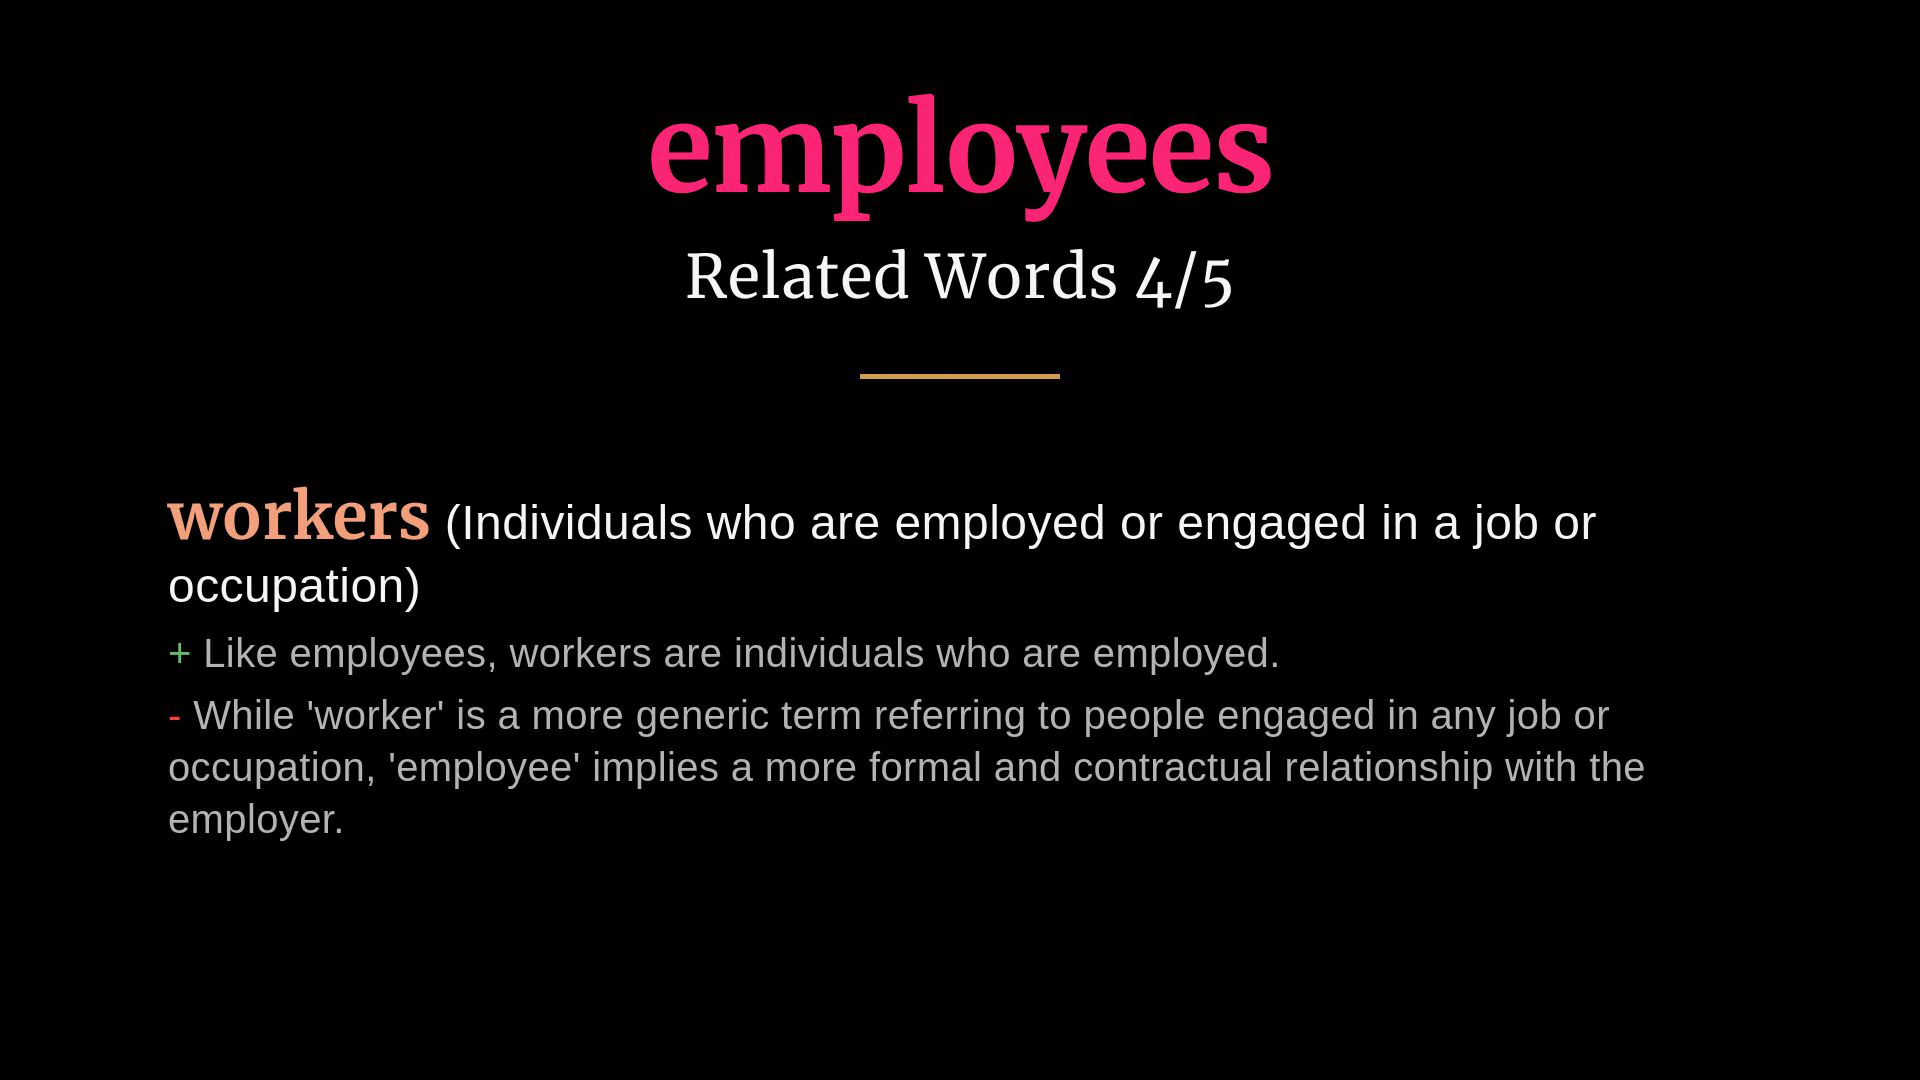 employees
Related Words 4/5
workers (Individuals who are employed or engaged in a job or
occupation)
+ Like employees, workers are individuals who are employed.
- While 'worker' is a more generic term referring to people engaged in any job or
occupation, 'employee' implies a more formal and contractual relationship with the
employer.